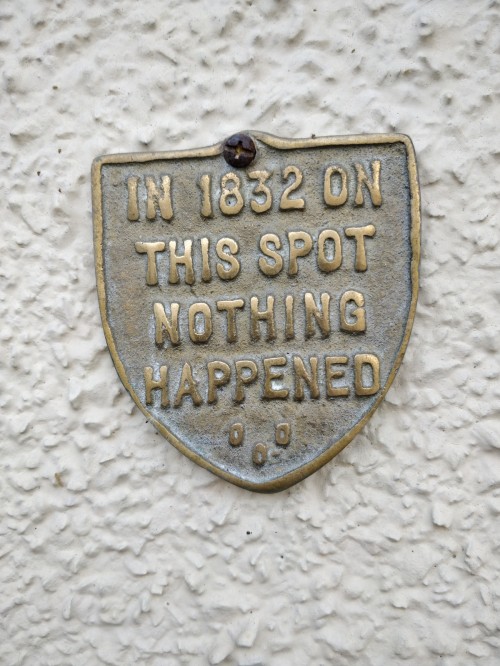 IN 1832 ON
THIS SPOT
NOTHING
HAPPENED